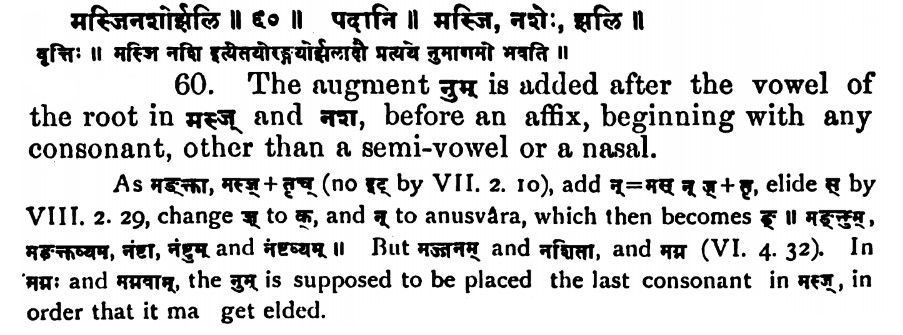 मस्जिनशोर्झलि ॥ ६० ॥ पदानि ॥ मस्जि, नशोः, झलि ॥
वृत्तिः ॥ मस्जि नशि इत्येतयोरङ्गयोर्झलादौ प्रत्यये नुमागमो भवति ॥
60. The augment नुम् is added after the vowel of
the root in मस्ज् and नश, before an affix, beginning with any
consonant, other than a semi-vowel or a nasal.
As मङ्क्ता, मस्ज् + तृच् (no इट् by VII. 2. 10), add न्=मस् न् ज् + तृ, elide स् by
VIII. 2. 29, change ज् to क्, and न् to anusvâra, which then becomes ङ् ॥ मङ्क्तुम्,
मङ्क्तव्यम्, नंष्टा, नंष्टुम् and नंष्टव्यम् ॥ But मज्जनम् and नशिता, and मग्न (VI. 4. 32). In
मग्नः and मग्नवान्, the नुम् is supposed to be placed the last consonant in मस्ज्, in
order that it ma get elded.